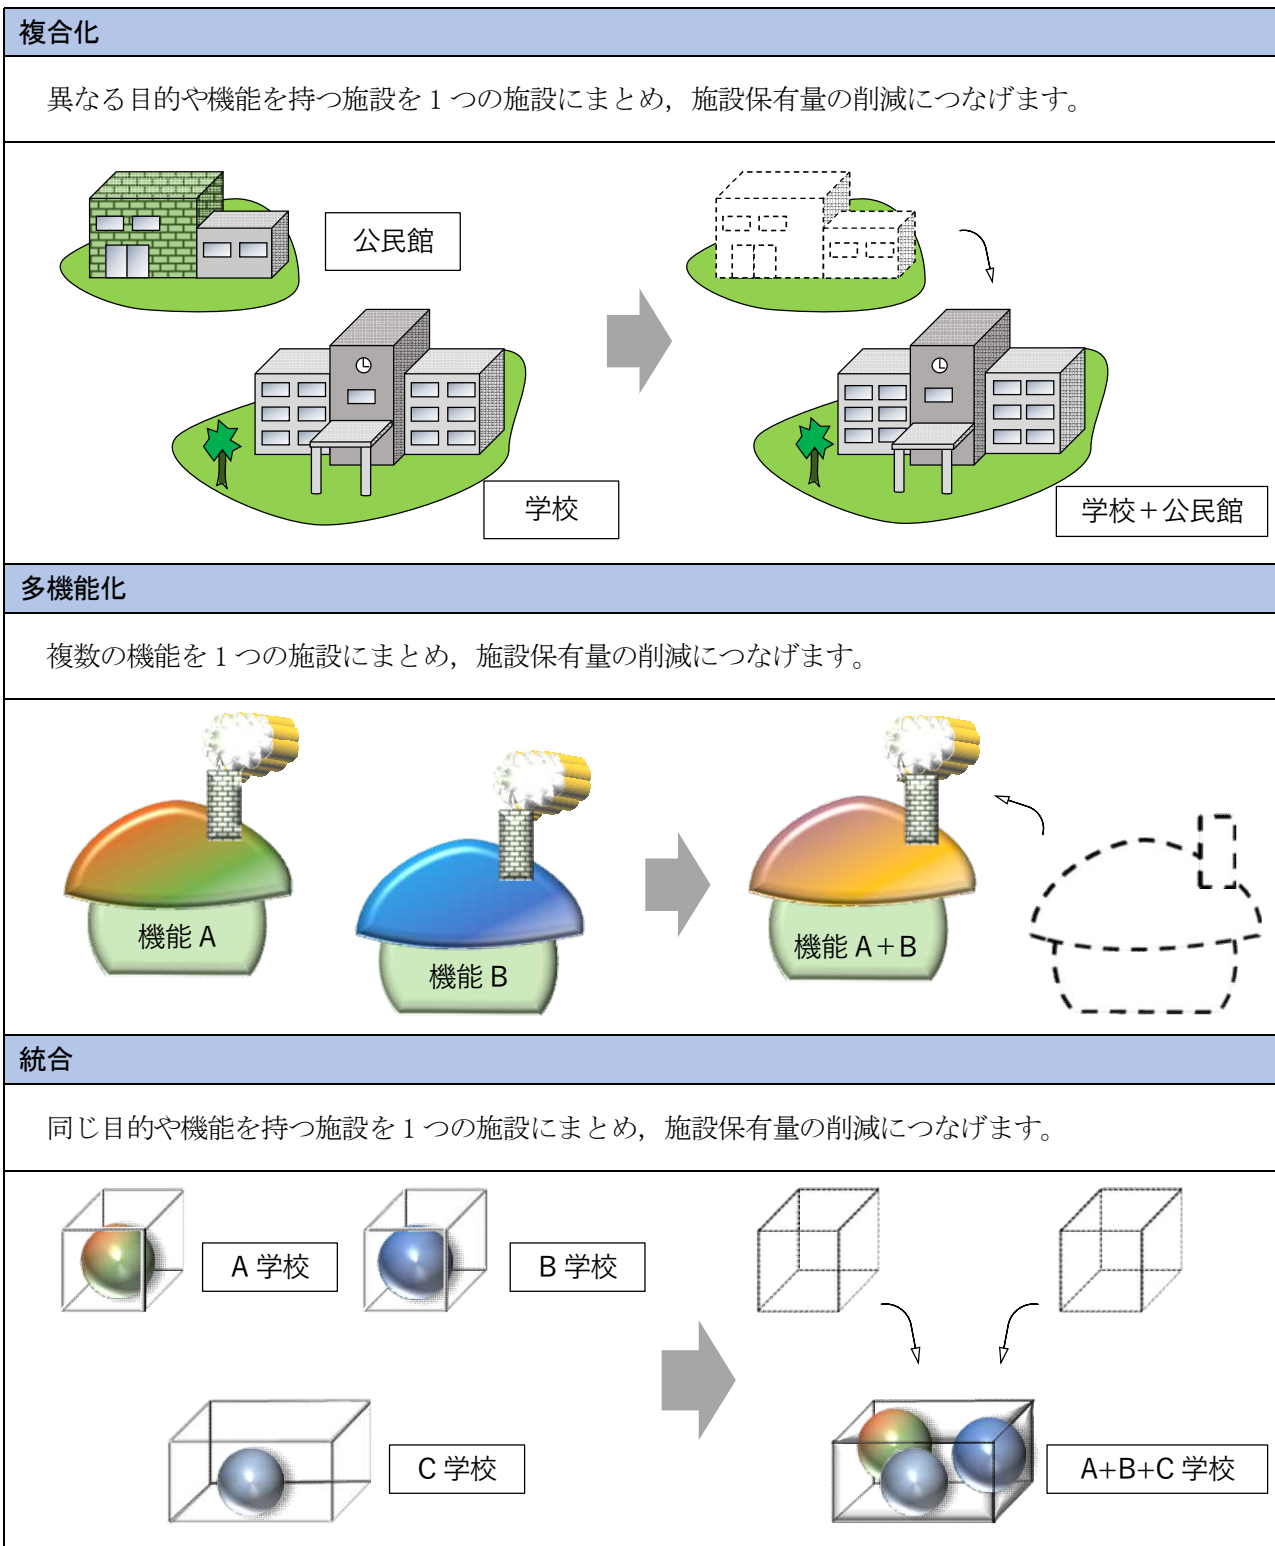 複合化
異なる目的や機能を持つ施設を1つの施設にまとめ，施設保有量の削減につなげます。
公民館
学校
学校＋公民館
多機能化
複数の機能を1つの施設にまとめ，施設保有量の削減につなげます。
機能 A
機能 B
機能 A＋B
統合
同じ目的や機能を持つ施設を1つの施設にまとめ，施設保有量の削減につなげます。
A 学校
B 学校
C 学校
A+B+C 学校